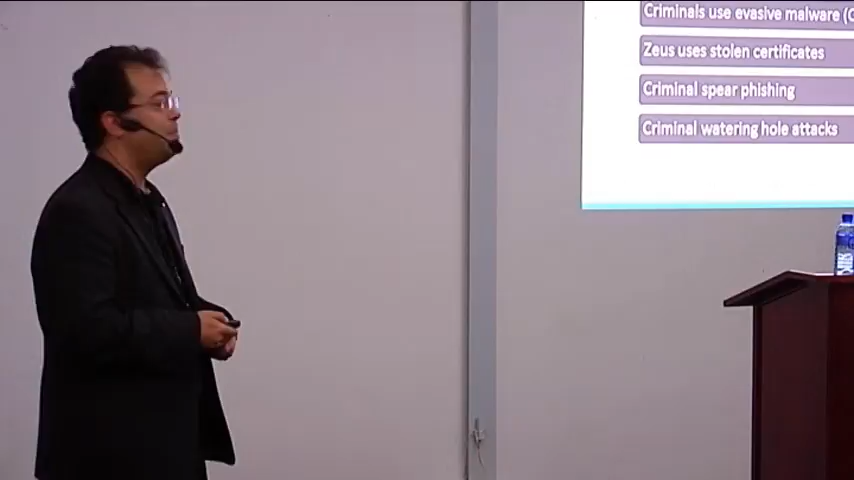 Criminals use evasive malware (
Zeus uses stolen certificates
Criminal spear phishing
Criminal watering hole attacks